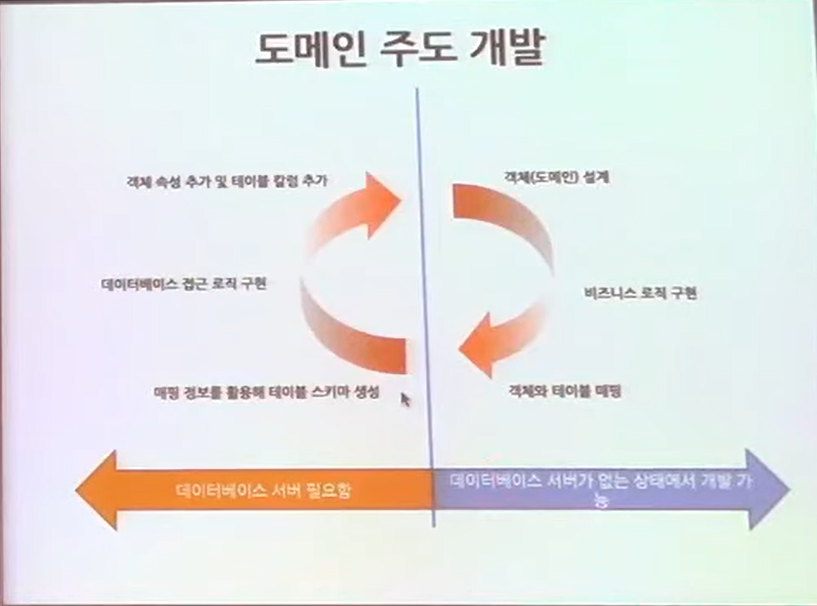 도메인 주도 개발
객체 속성 추가 및 테이블 칼럼 추가
객체(도메인) 설계
데이터베이스 접근 로직 구현
비즈니스 로직 구현
매핑 정보를 활용해 테이블 스키마 생성
객체와 테이블 매핑
데이터베이스 서버 필요함
데이터베이스 서버가 없는 상태에서 개발 가
능